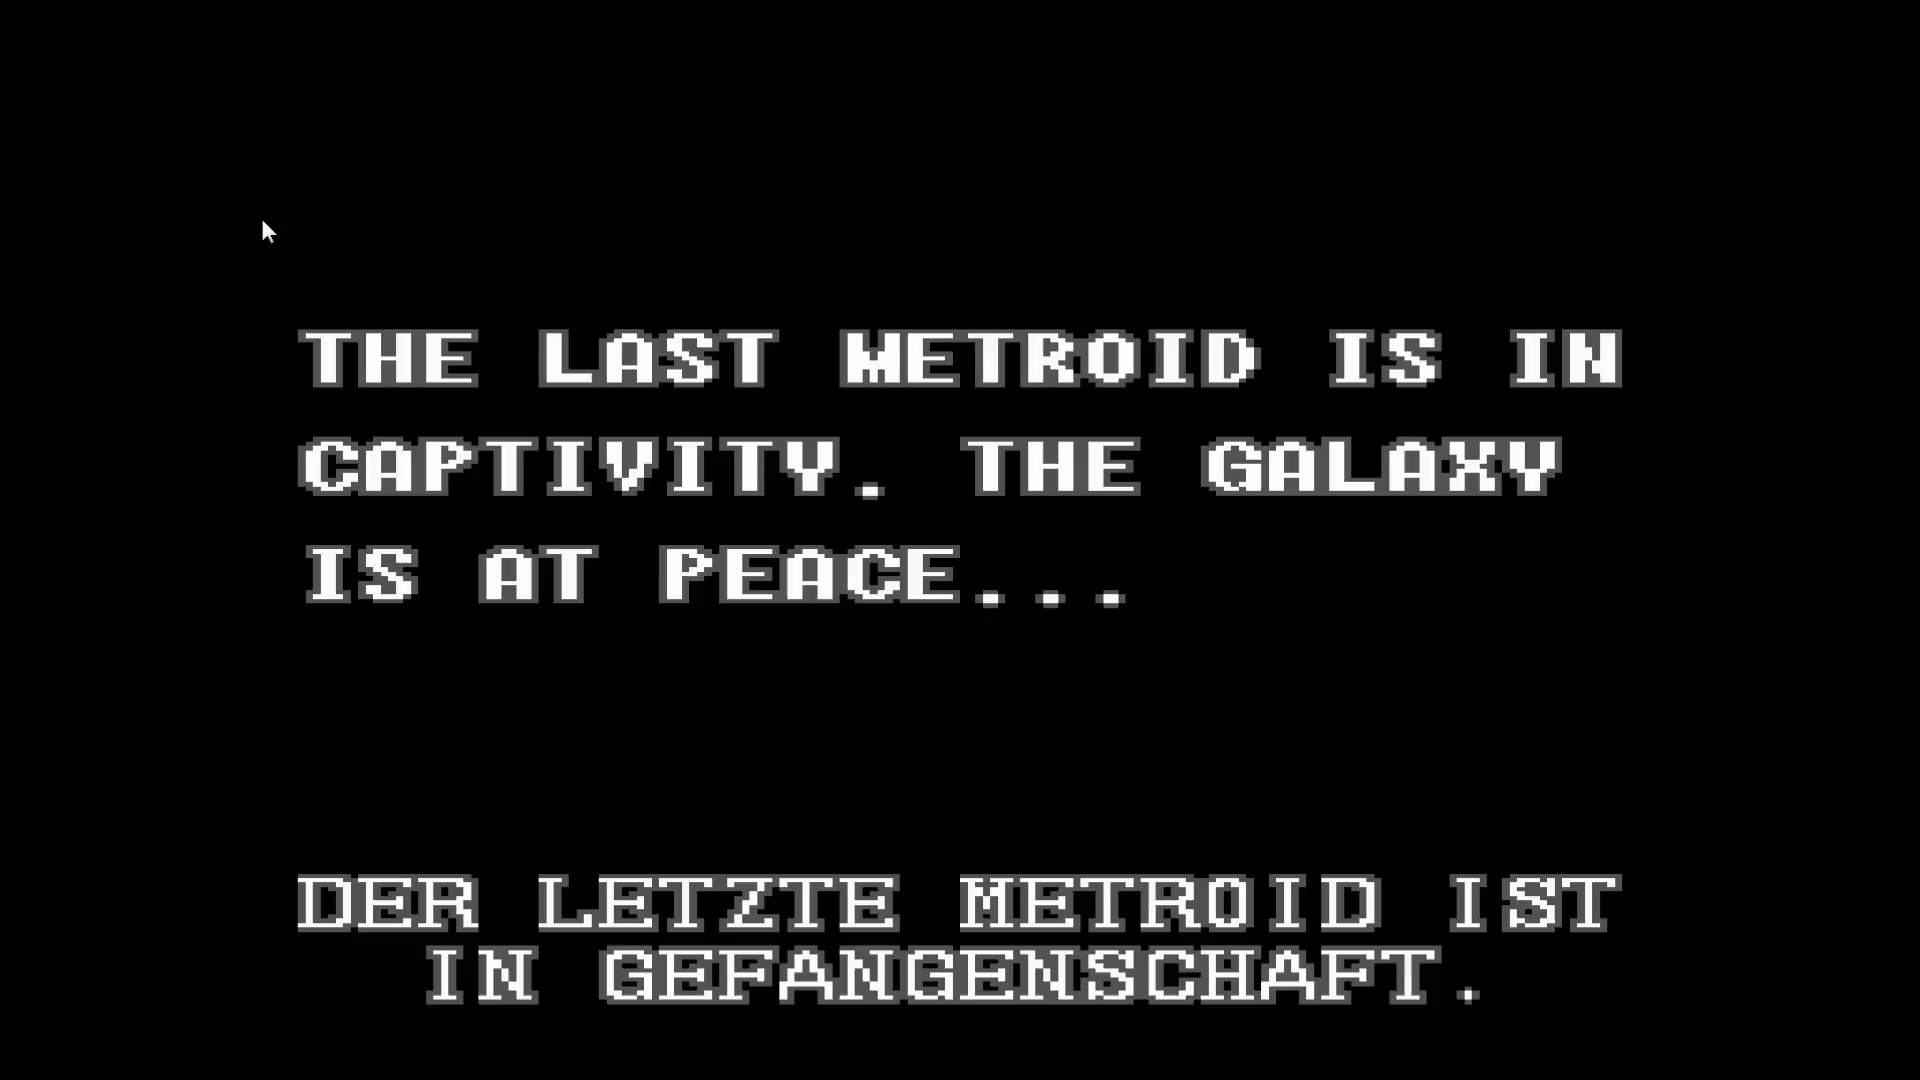 THE LAST METROID IS IN
CAPTIVITY. THE GALAXY
IS AT PEACE...
DER LETZTE METROID IST
IN GEFANGENSCHAFT.